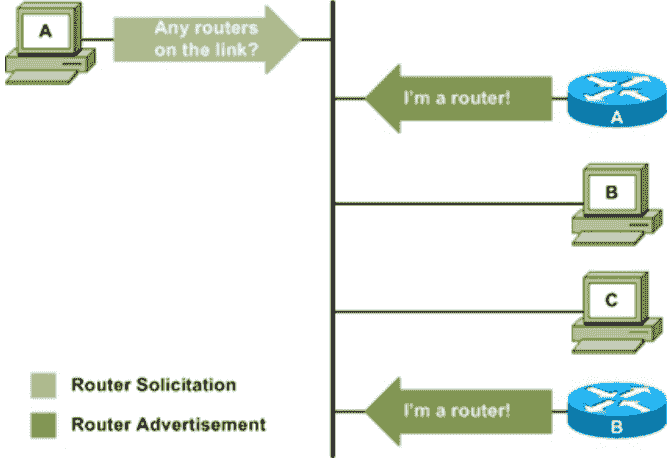 A
Any routers
on the link?
I'm a router!
A
B
C
Router Solicitation
Router Advertisement
I'm a router!
B